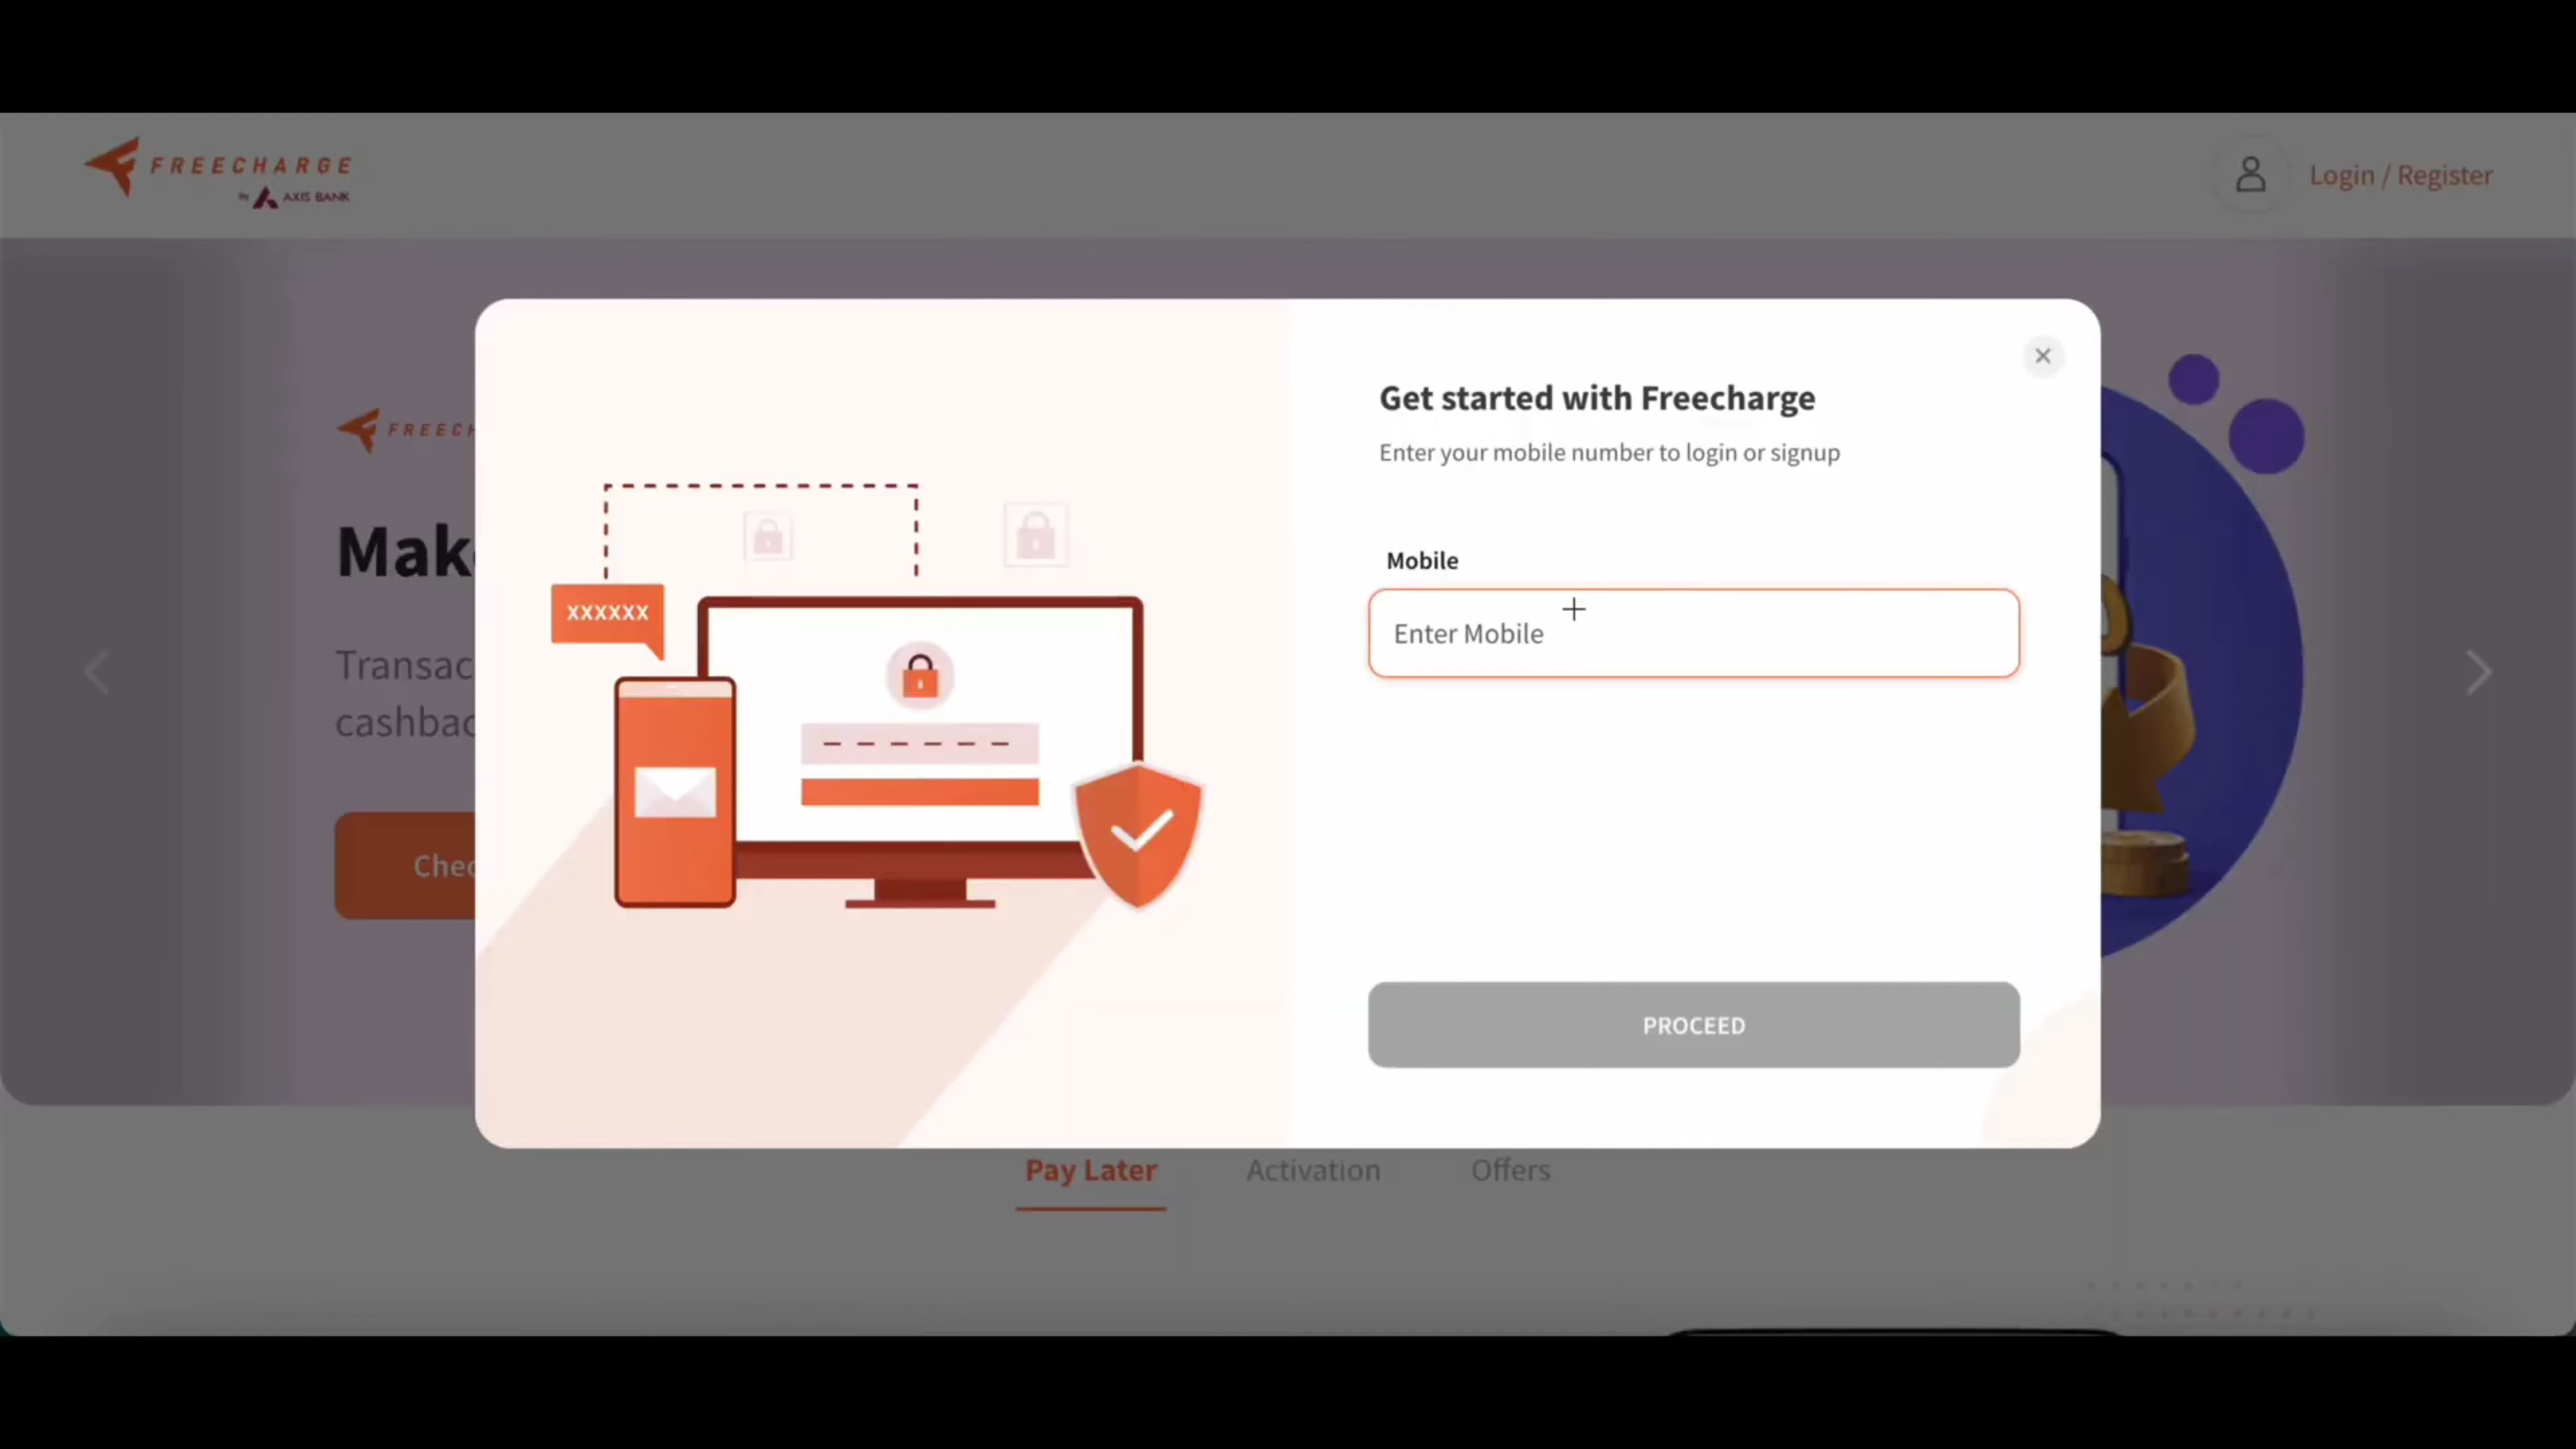 FREECHARGE
by AXIS BANK
Login / Register
FREECH
Mak
Transac
cashbac
Chec
Get started with Freecharge
Enter your mobile number to login or signup
Mobile
Enter Mobile
PROCEED
XXXXXX
Pay Later
Activation
Offers